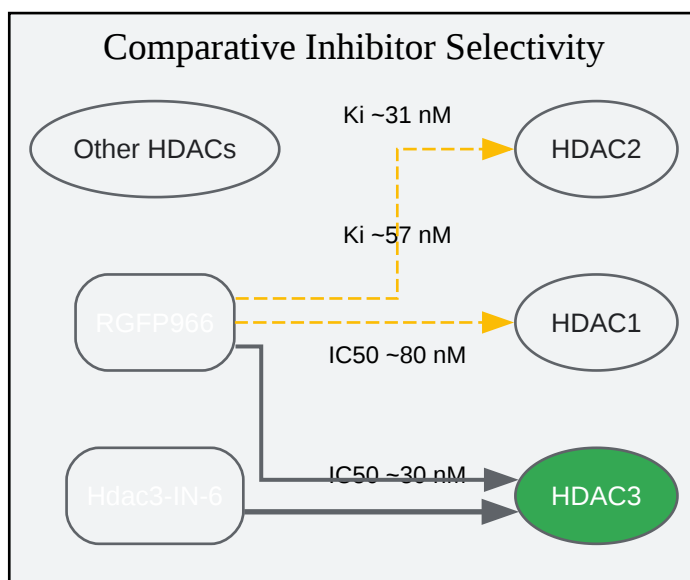 Comparative Inhibitor Selectivity
Ki ~31 nM
Other HDACs
HDAC2
Ki ~57 nM
RGFP966
HDAC1
IC50 ~80 nM
IC50 ~30 nM
Hdac3-IN-6
HDAC3